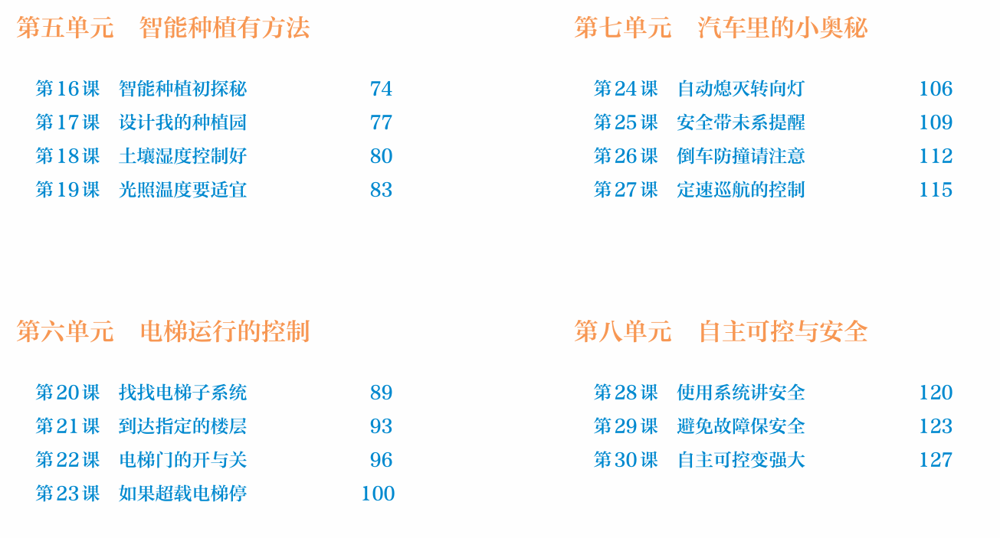 第五单元 智能种植有方法
第16课 智能种植初探秘 74
第17课 设计我的种植园 77
第18课 土壤湿度控制好 80
第19课 光照温度要适宜 83
第六单元 电梯运行的控制
第20课 找找电梯子系统 89
第21课 到达指定的楼层 93
第22课 电梯门的开与关 96
第23课 如果超载电梯停 100
第七单元 汽车里的小奥秘
第24课 自动熄灭转向灯 106
第25课 安全带未系提醒 109
第26课 倒车防撞请注意 112
第27课 定速巡航的控制 115
第八单元 自主可控与安全
第28课 使用系统讲安全 120
第29课 避免故障保安全 123
第30课 自主可控变强大 127